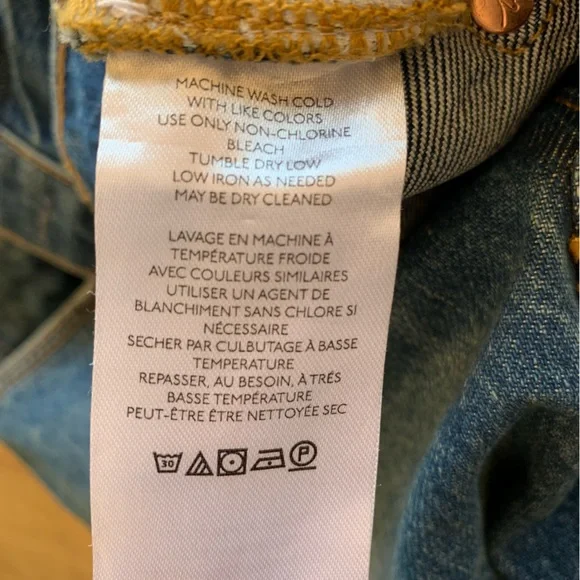 MACHINE WASH COLD
WITH LIKE COLORS
USE ONLY NON-CHLORINE
BLEACH
TUMBLE DRY LOW
LOW IRON AS NEEDED
MAY BE DRY CLEANED
LAVAGE EN MACHINE À
TEMPÉRATURE FROIDE
AVEC COULEURS SIMILAIRES
UTILISER UN AGENT DE
BLANCHIMENT SANS CHLORE SI
NÉCESSAIRE
SECHER PAR CULBUTAGE À BASSE
TEMPERATURE
REPASSER, AU BESOIN, À TRÉS
BASSE TEMPÉRATURE
PEUT-ÊTRE ÊTRE NETTOYÉE SEC
30 P